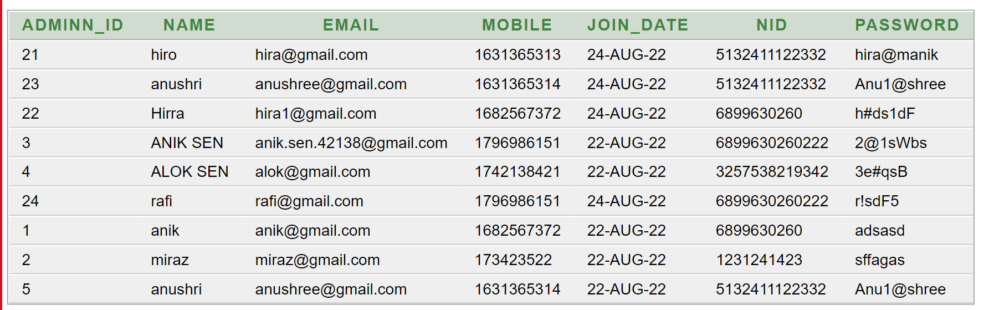 ADMINN_ID NAME EMAIL MOBILE JOIN_DATE NID PASSWORD
21 hiro hira@gmail.com 1631365313 24-AUG-22 5132411122332 hira@manik
23 anushri anushree@gmail.com 1631365314 24-AUG-22 5132411122332 Anu1@shree
22 Hirra hira1@gmail.com 1682567372 24-AUG-22 6899630260 h#ds1dF
3 ANIK SEN anik.sen.42138@gmail.com 1796986151 22-AUG-22 6899630260222 2@1sWbs
4 ALOK SEN alok@gmail.com 1742138421 22-AUG-22 3257538219342 3e#qsB
24 rafi rafi@gmail.com 1796986151 24-AUG-22 6899630260222 r!sdF5
1 anik anik@gmail.com 1682567372 22-AUG-22 6899630260 adsasd
2 miraz miraz@gmail.com 173423522 22-AUG-22 1231241423 sffagas
5 anushri anushree@gmail.com 1631365314 22-AUG-22 5132411122332 Anu1@shree